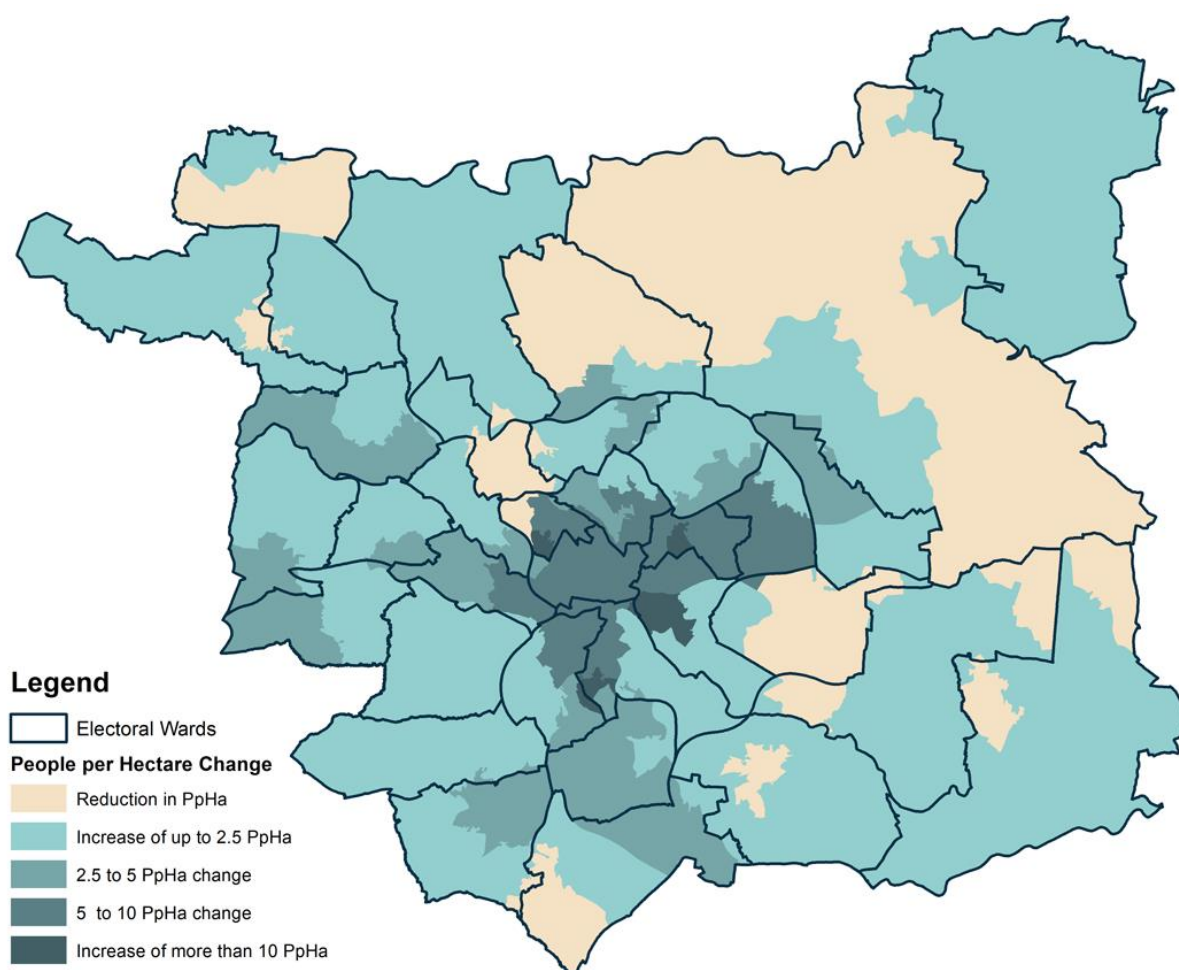 Legend
Electoral Wards
People per Hectare Change
Reduction in PpHa
Increase of up to 2.5 PpHa
2.5 to 5 PpHa change
5 to 10 PpHa change
Increase of more than 10 PpHa